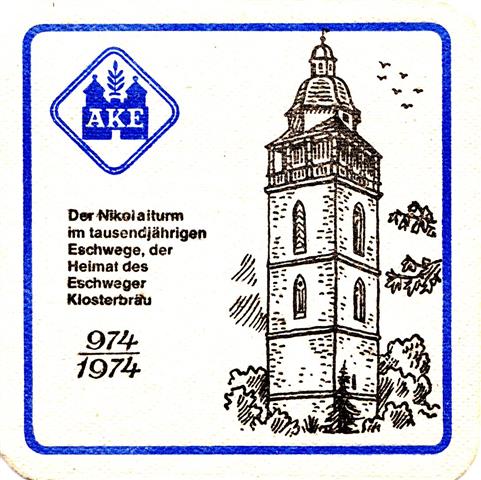 AKE
Der Nikolaiturm
im tausendjährigen
Eschwege, der
Heimat des
Eschweger
Klosterbräu
974
1974